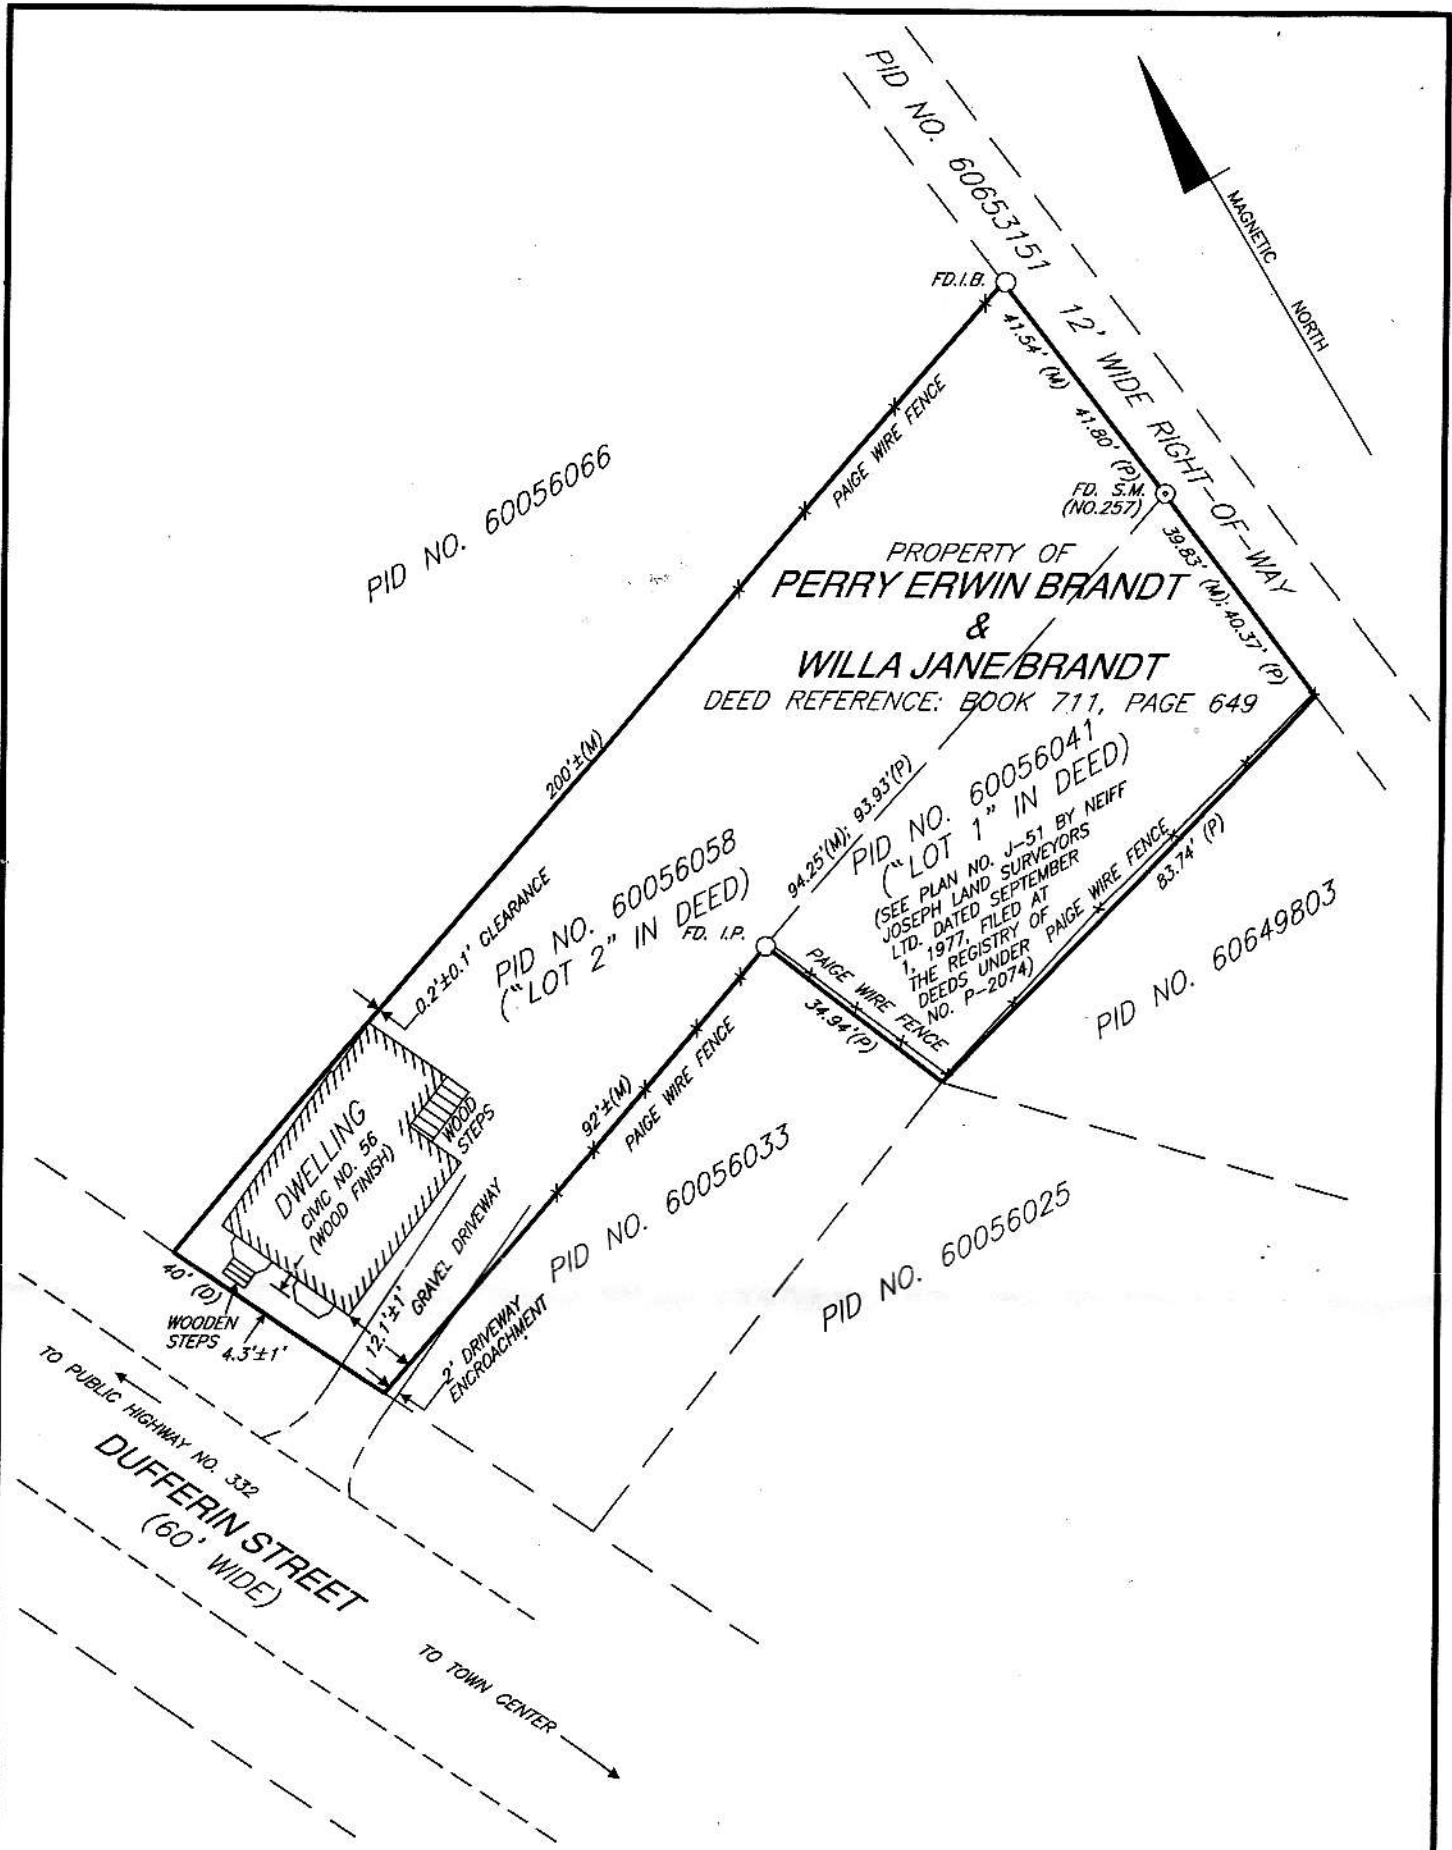 PID NO. 60653151
12' WIDE RIGHT-OF-WAY
MAGNETIC NORTH
FD.I.B.
41.54' (M)
41.80' (P)
PAIGE WIRE FENCE
PID NO. 60056066
FD. S.M.
(NO.257)
39.83' (M); 40.37' (P)
PROPERTY OF
PERRY ERWIN BRANDT
&
WILLA JANE BRANDT
DEED REFERENCE: BOOK 711, PAGE 649
200'±(M)
94.25'(M); 93.93'(P)
PID NO. 60056041
("LOT 1" IN DEED)
(SEE PLAN NO. J-51 BY NEIFF
JOSEPH LAND SURVEYORS
LTD. DATED SEPTEMBER
1, 1977, FILED AT
THE REGISTRY OF
DEEDS UNDER
NO. P-2074)
PAIGE WIRE FENCE
83.74' (P)
PID NO. 60649803
PID NO. 60056058
("LOT 2" IN DEED)
FD. I.P.
0.2'±0.1' CLEARANCE
PAIGE WIRE FENCE
34.94'(P)
92'±(M)
PAIGE WIRE FENCE
WOOD
STEPS
DWELLING
CIVIC NO. 56
(WOOD FINISH)
GRAVEL DRIVEWAY
PID NO. 60056033
PID NO. 60056025
40' (D)
WOODEN
STEPS
4.3'±1'
12.1'±1'
2' DRIVEWAY
ENCROACHMENT
TO PUBLIC HIGHWAY NO. 332
DUFFERIN STREET
(60' WIDE)
TO TOWN CENTER